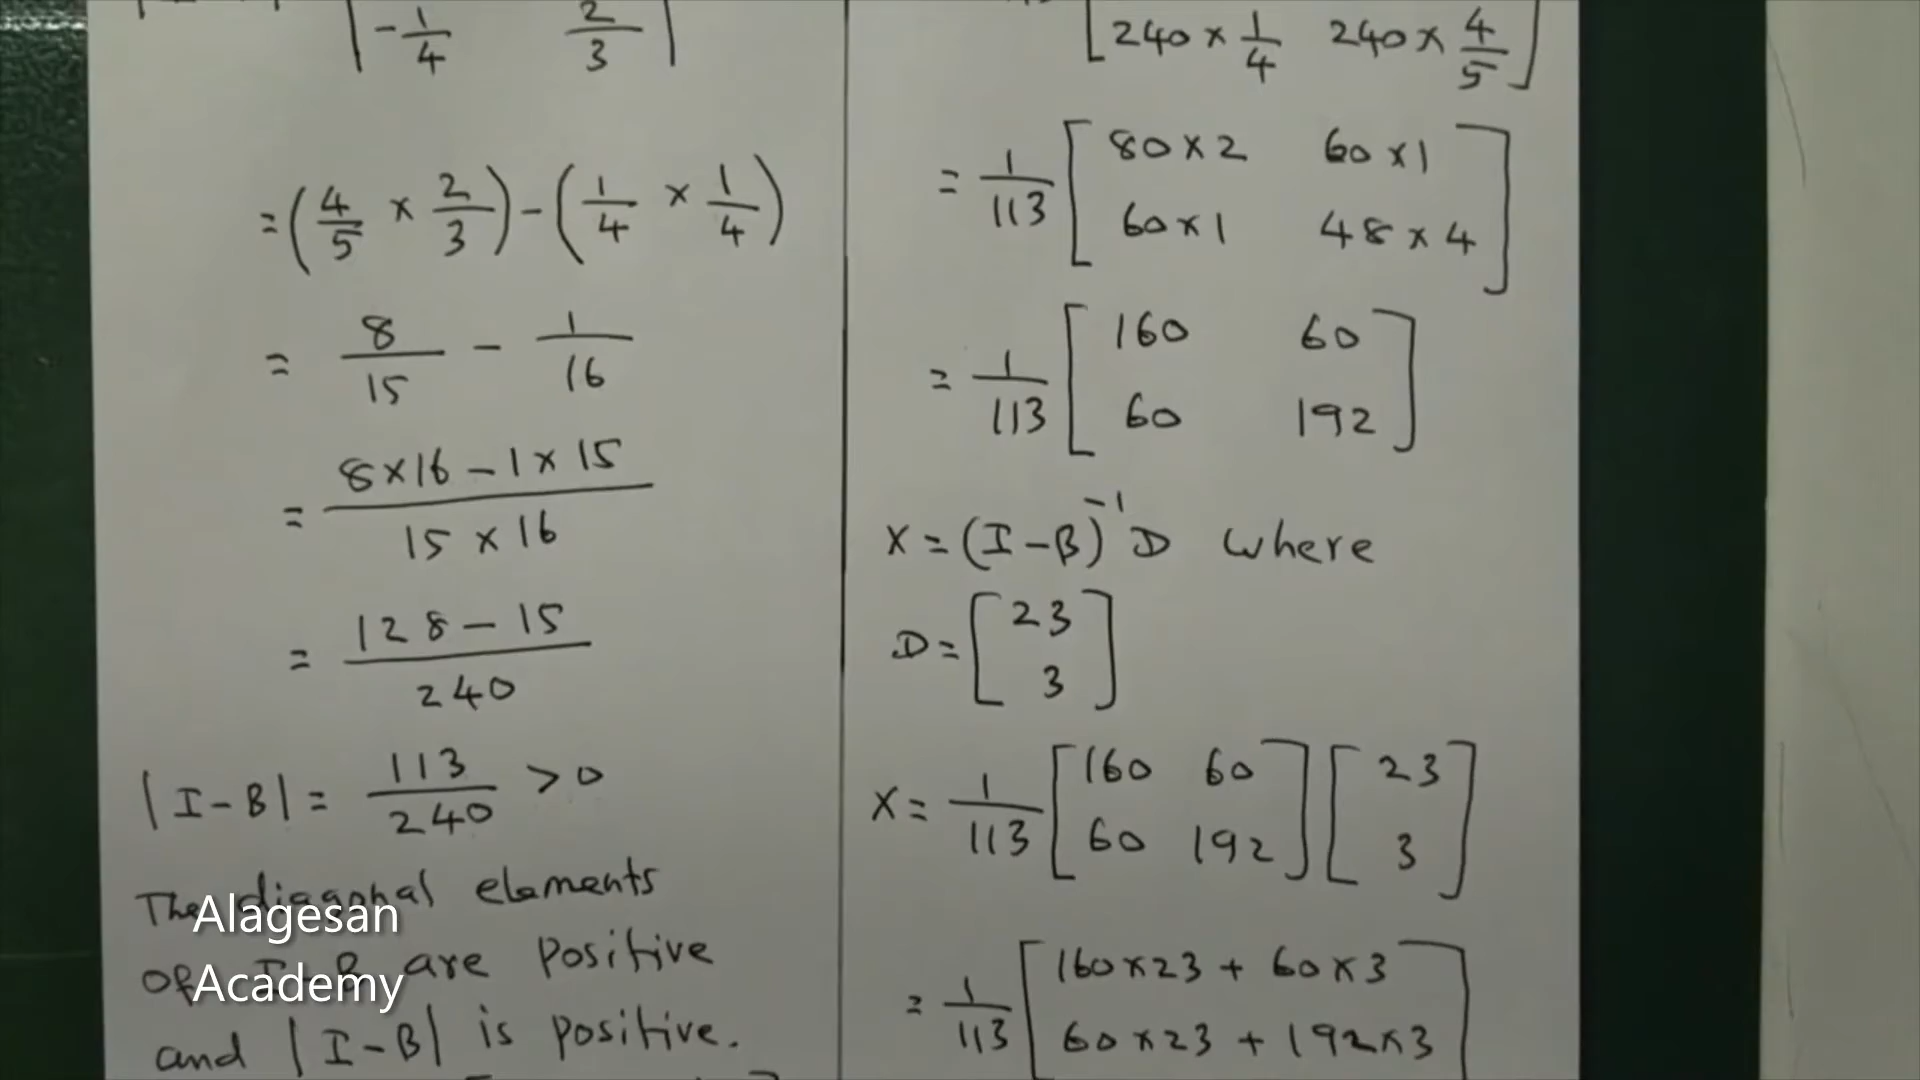 -1/4 2/3
= (4/5 × 2/3) - (1/4 × 1/4)
= 8/15 - 1/16
= (8×16 - 1×15)/(15×16)
= (128 - 15)/240
|I-B| = 113/240 > 0
The diagonal elements
of I-B are positive
and |I-B| is positive.
[240 × 1/4 240 × 4/5]
= 1/113 [80×2 60×1
60×1 48×4]
= 1/113 [160 60
60 192]
X = (I-B)⁻¹ D where
D = [23
3]
X = 1/113 [160 60 [23
60 192] 3]
= 1/113 [160×23 + 60×3
60×23 + 192×3]
Alagesan
Academy